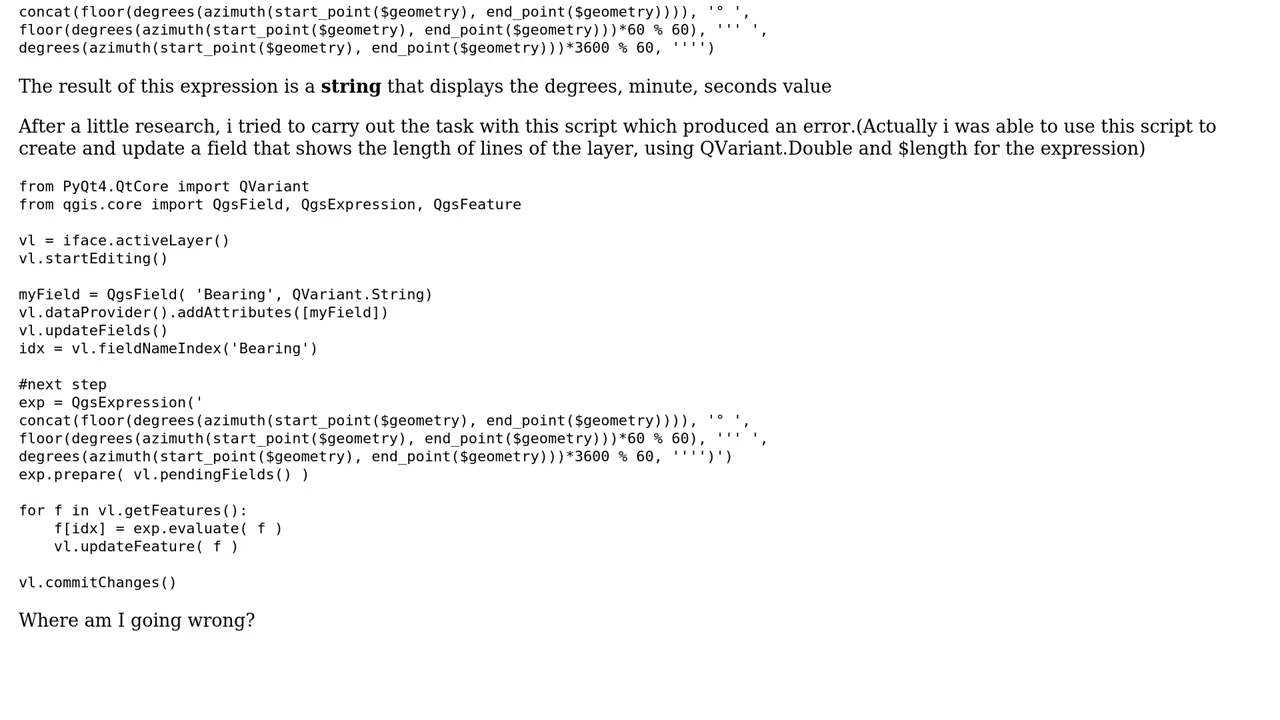 concat(floor(degrees(azimuth(start_point($geometry), end_point($geometry)))), '° ',
floor(degrees(azimuth(start_point($geometry), end_point($geometry)))*60 % 60), ''' ',
degrees(azimuth(start_point($geometry), end_point($geometry)))*3600 % 60, '''')
The result of this expression is a string that displays the degrees, minute, seconds value
After a little research, i tried to carry out the task with this script which produced an error.(Actually i was able to use this script to
create and update a field that shows the length of lines of the layer, using QVariant.Double and $length for the expression)
from PyQt4.QtCore import QVariant
from qgis.core import QgsField, QgsExpression, QgsFeature
vl = iface.activeLayer()
vl.startEditing()
myField = QgsField( 'Bearing', QVariant.String)
vl.dataProvider().addAttributes([myField])
vl.updateFields()
idx = vl.fieldNameIndex('Bearing')
#next step
exp = QgsExpression('
concat(floor(degrees(azimuth(start_point($geometry), end_point($geometry)))), '° ',
floor(degrees(azimuth(start_point($geometry), end_point($geometry)))*60 % 60), ''' ',
degrees(azimuth(start_point($geometry), end_point($geometry)))*3600 % 60, '''')')
exp.prepare( vl.pendingFields() )
for f in vl.getFeatures():
    f[idx] = exp.evaluate( f )
    vl.updateFeature( f )
vl.commitChanges()
Where am I going wrong?